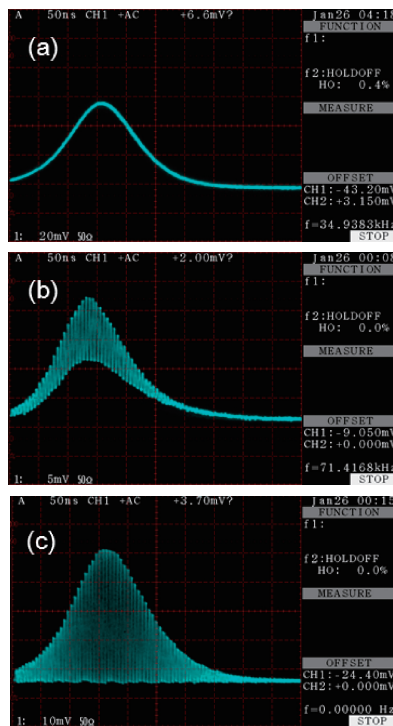 A 50ns CH1 +AC +6.6mV? Jan26 04:18
(a)
FUNCTION
f1:
f2:HOLDOFF
HO: 0.4%
MEASURE
OFFSET
CH1:-43.20mV
CH2:+3.150mV
f=34.9383kHz
1: 20mV 50Ω STOP
A 50ns CH1 +AC +2.00mV? Jan26 00:08
(b)
FUNCTION
f1:
f2:HOLDOFF
HO: 0.0%
MEASURE
OFFSET
CH1:-9.050mV
CH2:+0.000mV
f=71.4168kHz
1: 5mV 50Ω STOP
A 50ns CH1 +AC +3.70mV? Jan26 00:15
(c)
FUNCTION
f1:
f2:HOLDOFF
HO: 0.0%
MEASURE
OFFSET
CH1:-24.40mV
CH2:+0.000mV
f=0.00000 Hz
1: 10mV 50Ω STOP